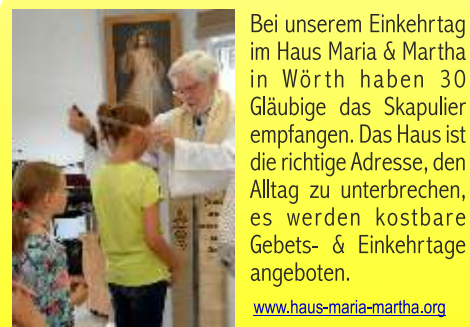 Bei unserem Einkehrtag
im Haus Maria & Martha
in Wörth haben 30
Gläubige das Skapulier
empfangen. Das Haus ist
die richtige Adresse, den
Alltag zu unterbrechen,
es werden kostbare
Gebets- & Einkehrtage
angeboten.
www.haus-maria-martha.org